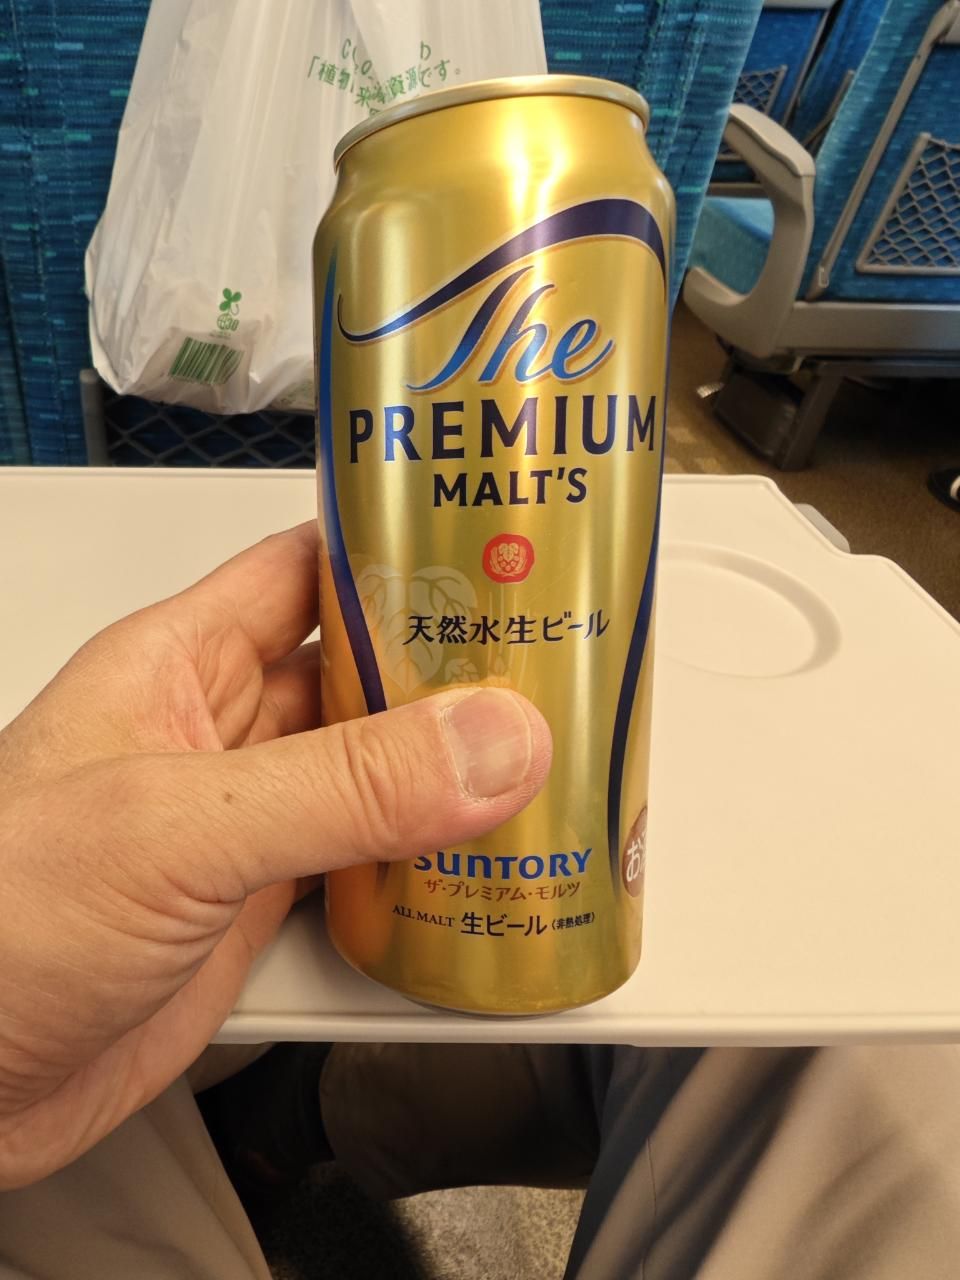 「植物 来 資源です。
The
PREMIUM
MALT'S
天然水生ビール
SUNTORY
ザ・プレミアム・モルツ
ALL MALT 生ビール (非熱処理)
お